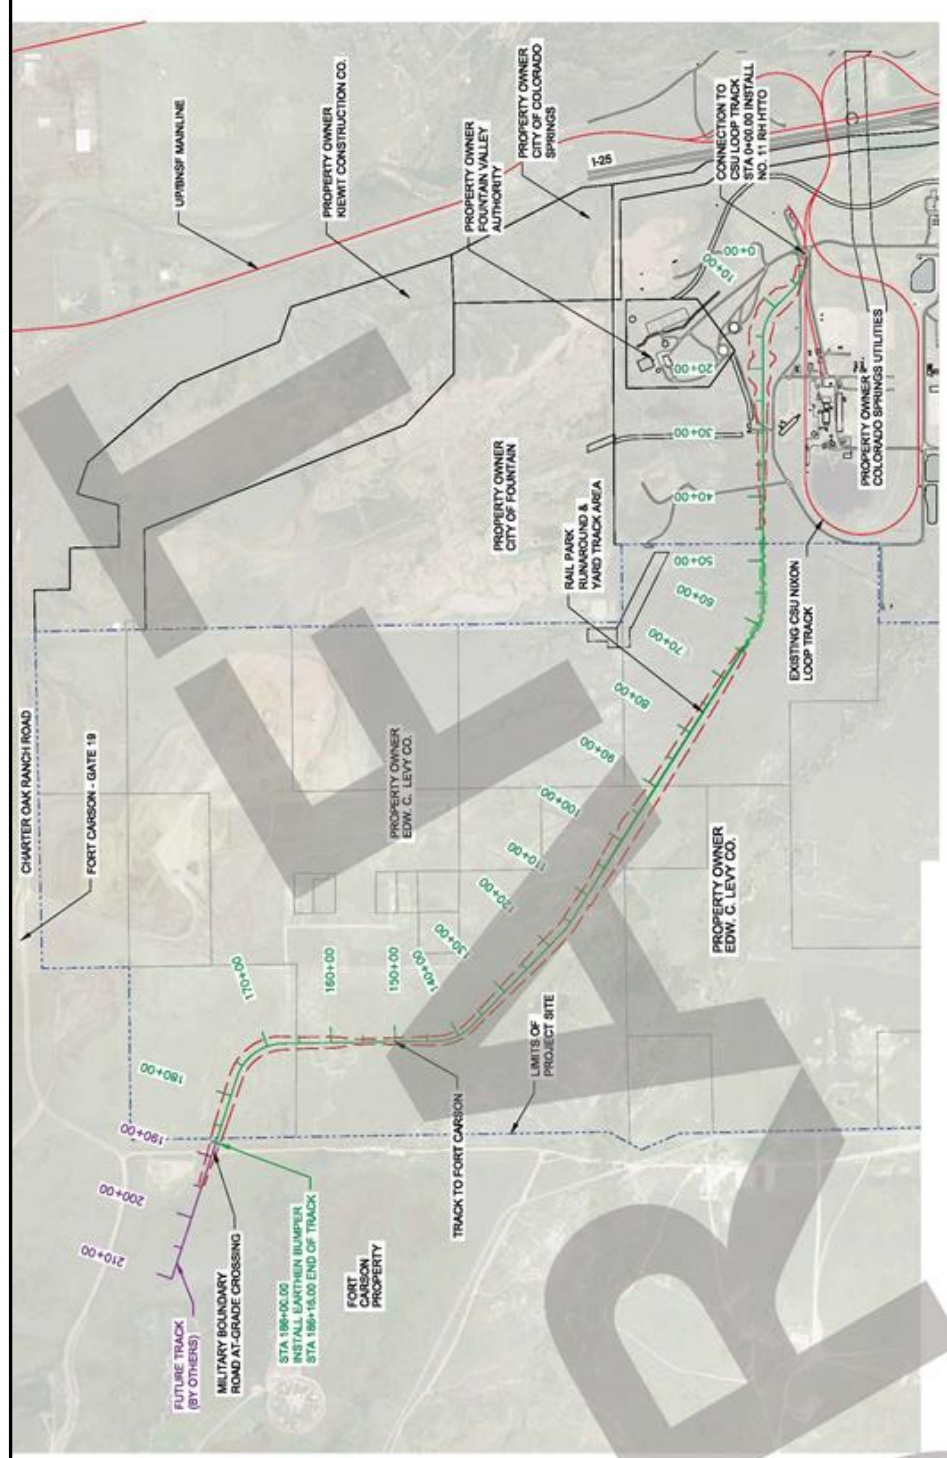 CHARTER OAK RANCH ROAD
FORT CARSON - GATE 19
UP/BNSF MAINLINE
PROPERTY OWNER
KIEWIT CONSTRUCTION CO.
PROPERTY OWNER
FOUNTAIN VALLEY
AUTHORITY
PROPERTY OWNER
CITY OF COLORADO
SPRINGS
I-25
CONNECTION TO
CSU LOOP TRACK
STA 0+00.00 INSTALL
NO. 11 RH HTTO
PROPERTY OWNER
CITY OF FOUNTAIN
RAIL PARK
RUNAROUND &
YARD TRACK AREA
PROPERTY OWNER
COLORADO SPRINGS UTILITIES
EXISTING CSU NIXON
LOOP TRACK
PROPERTY OWNER
EDW. C. LEVY CO.
PROPERTY OWNER
EDW. C. LEVY CO.
LIMITS OF
PROJECT SITE
TRACK TO FORT CARSON
FORT
CARSON
PROPERTY
STA 186+00.00
INSTALL EARTHEN BUMPER
STA 186+16.00 END OF TRACK
MILITARY BOUNDARY
ROAD AT-GRADE CROSSING
FUTURE TRACK
(BY OTHERS)
210+00
200+00
190+00
180+00
170+00
160+00
150+00
140+00
130+00
120+00
110+00
100+00
90+00
80+00
70+00
60+00
50+00
40+00
30+00
20+00
10+00
0+00